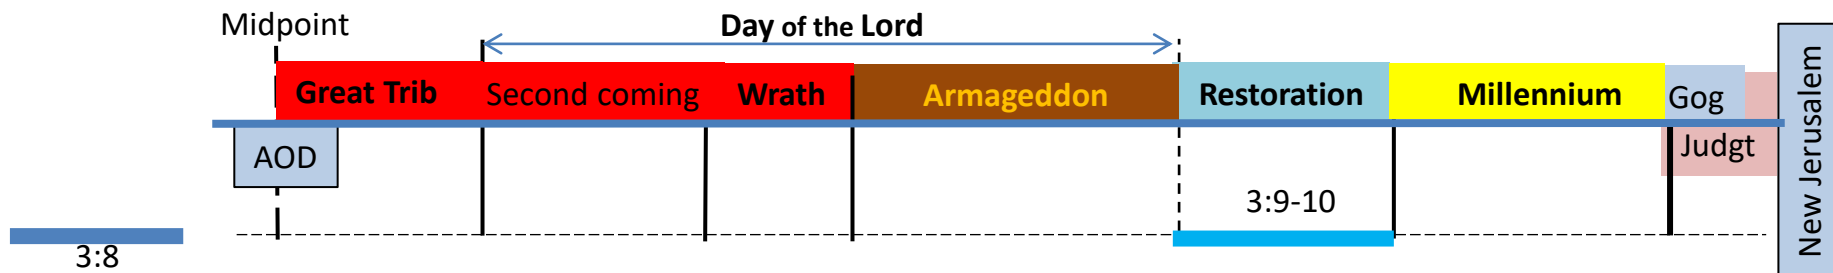 Midpoint
Day of the Lord
Great Trib
Second coming
Wrath
Armageddon
Restoration
Millennium
Gog
AOD
Judgt
3:9-10
3:8
New Jerusalem